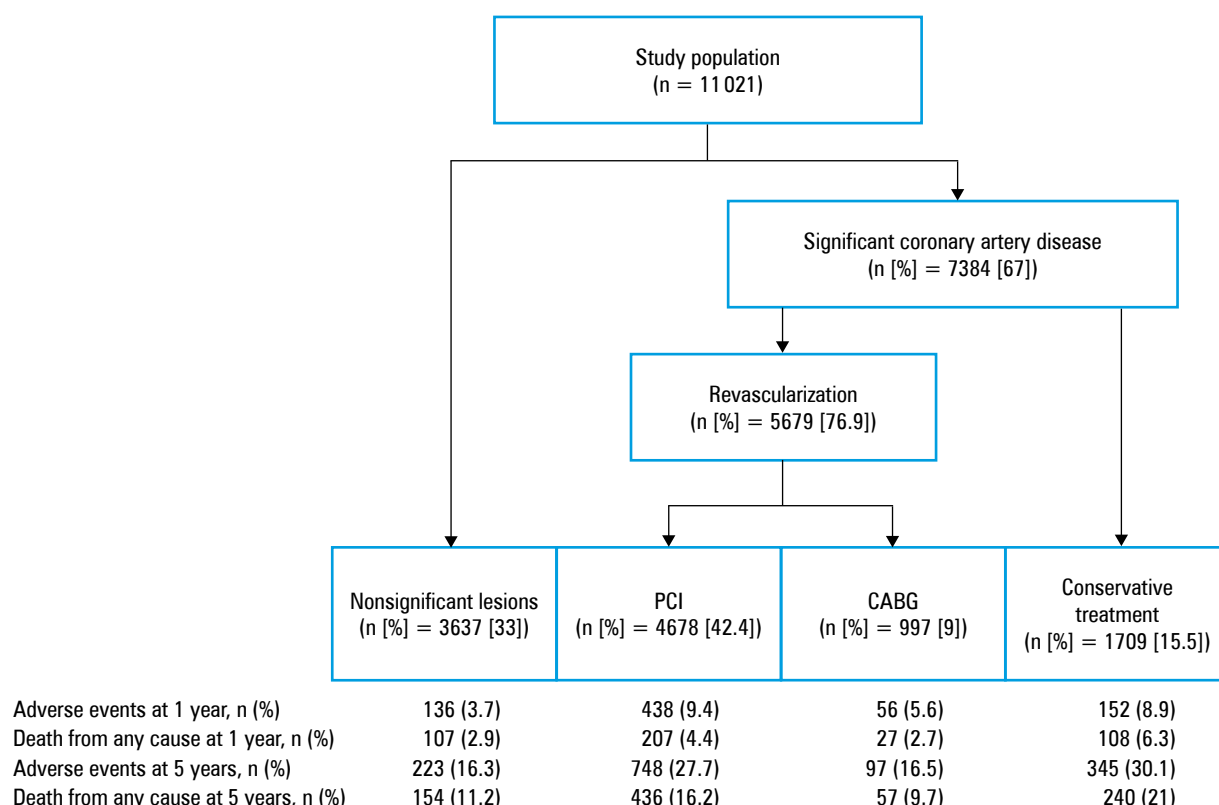 Study population
(n = 11 021)
Significant coronary artery disease
(n [%] = 7384 [67])
Revascularization
(n [%] = 5679 [76.9])
Nonsignificant lesions
(n [%] = 3637 [33])
PCI
(n [%] = 4678 [42.4])
CABG
(n [%] = 997 [9])
Conservative
treatment
(n [%] = 1709 [15.5])
Adverse events at 1 year, n (%) 136 (3.7) 438 (9.4) 56 (5.6) 152 (8.9)
Death from any cause at 1 year, n (%) 107 (2.9) 207 (4.4) 27 (2.7) 108 (6.3)
Adverse events at 5 years, n (%) 223 (16.3) 748 (27.7) 97 (16.5) 345 (30.1)
Death from any cause at 5 years, n (%) 154 (11.2) 436 (16.2) 57 (9.7) 240 (21)